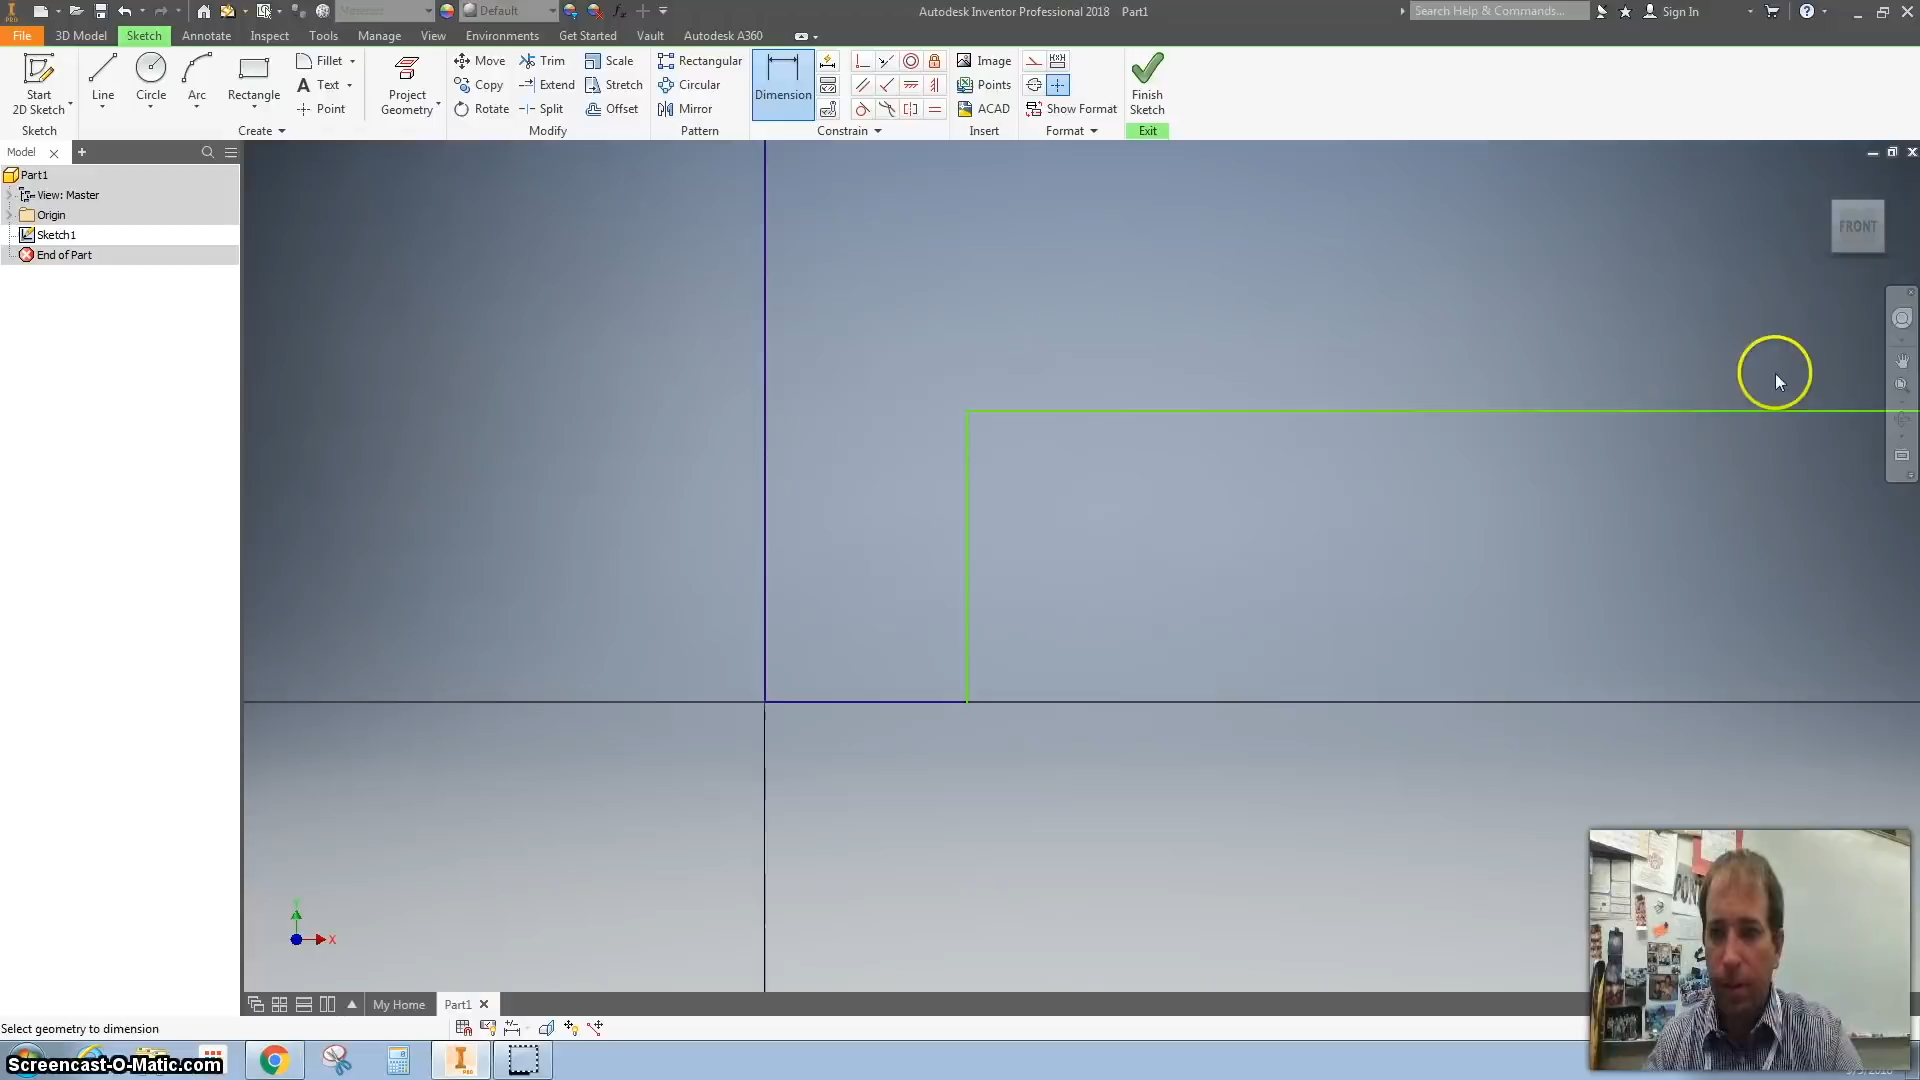 Default
Autodesk Inventor Professional 2018 Part1
Search Help & Commands...
Sign In
PRO
File 3D Model Sketch Annotate Inspect Tools Manage View Environments Get Started Vault Autodesk A360
Start
2D Sketch
Line
Circle
Arc
Rectangle
Fillet
Text
Point
Project
Geometry
Move
Copy
Rotate
Trim
Extend
Split
Scale
Stretch
Offset
Rectangular
Circular
Mirror
Dimension
Image
Points
ACAD
Show Format
Finish
Sketch
Sketch
Create
Modify
Pattern
Constrain
Insert
Format
Exit
Model
Part1
View: Master
Origin
Sketch1
End of Part
FRONT
X
My Home
Part1
Select geometry to dimension
Screencast-O-Matic.com